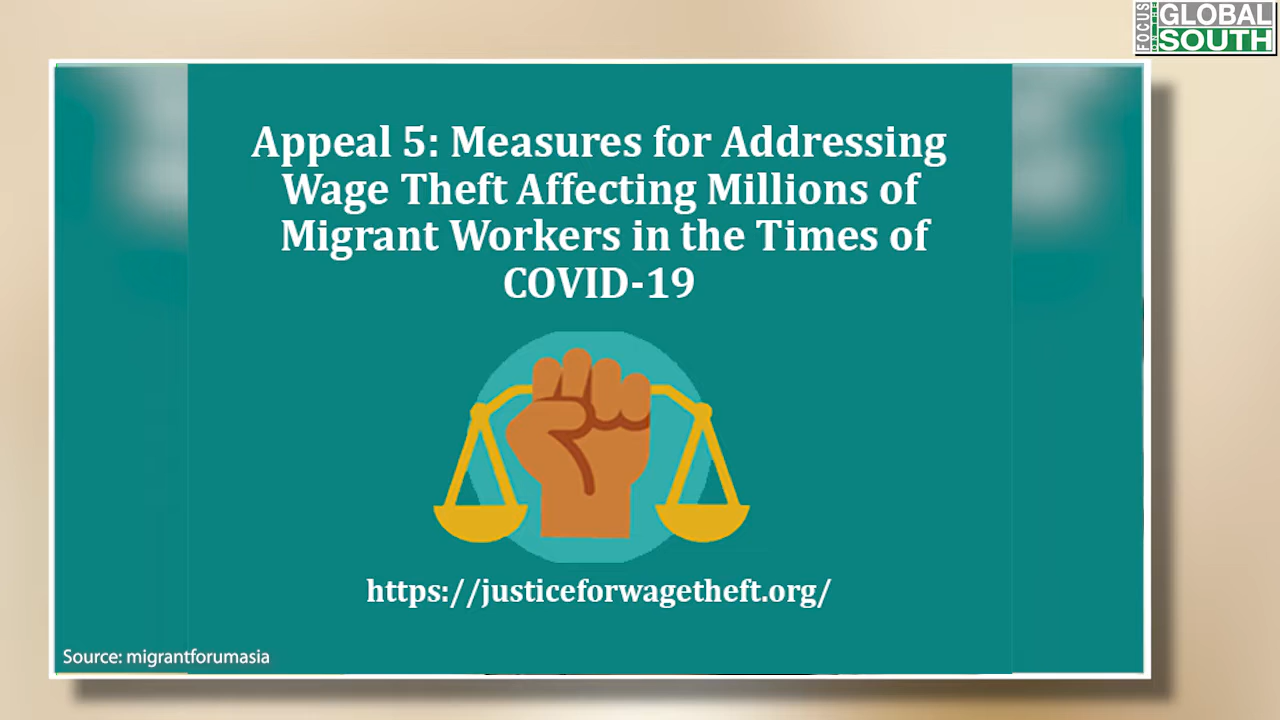 FOCUS ON THE GLOBAL SOUTH
Appeal 5: Measures for Addressing
Wage Theft Affecting Millions of
Migrant Workers in the Times of
COVID-19
https://justiceforwagetheft.org/
Source: migrantforumasia